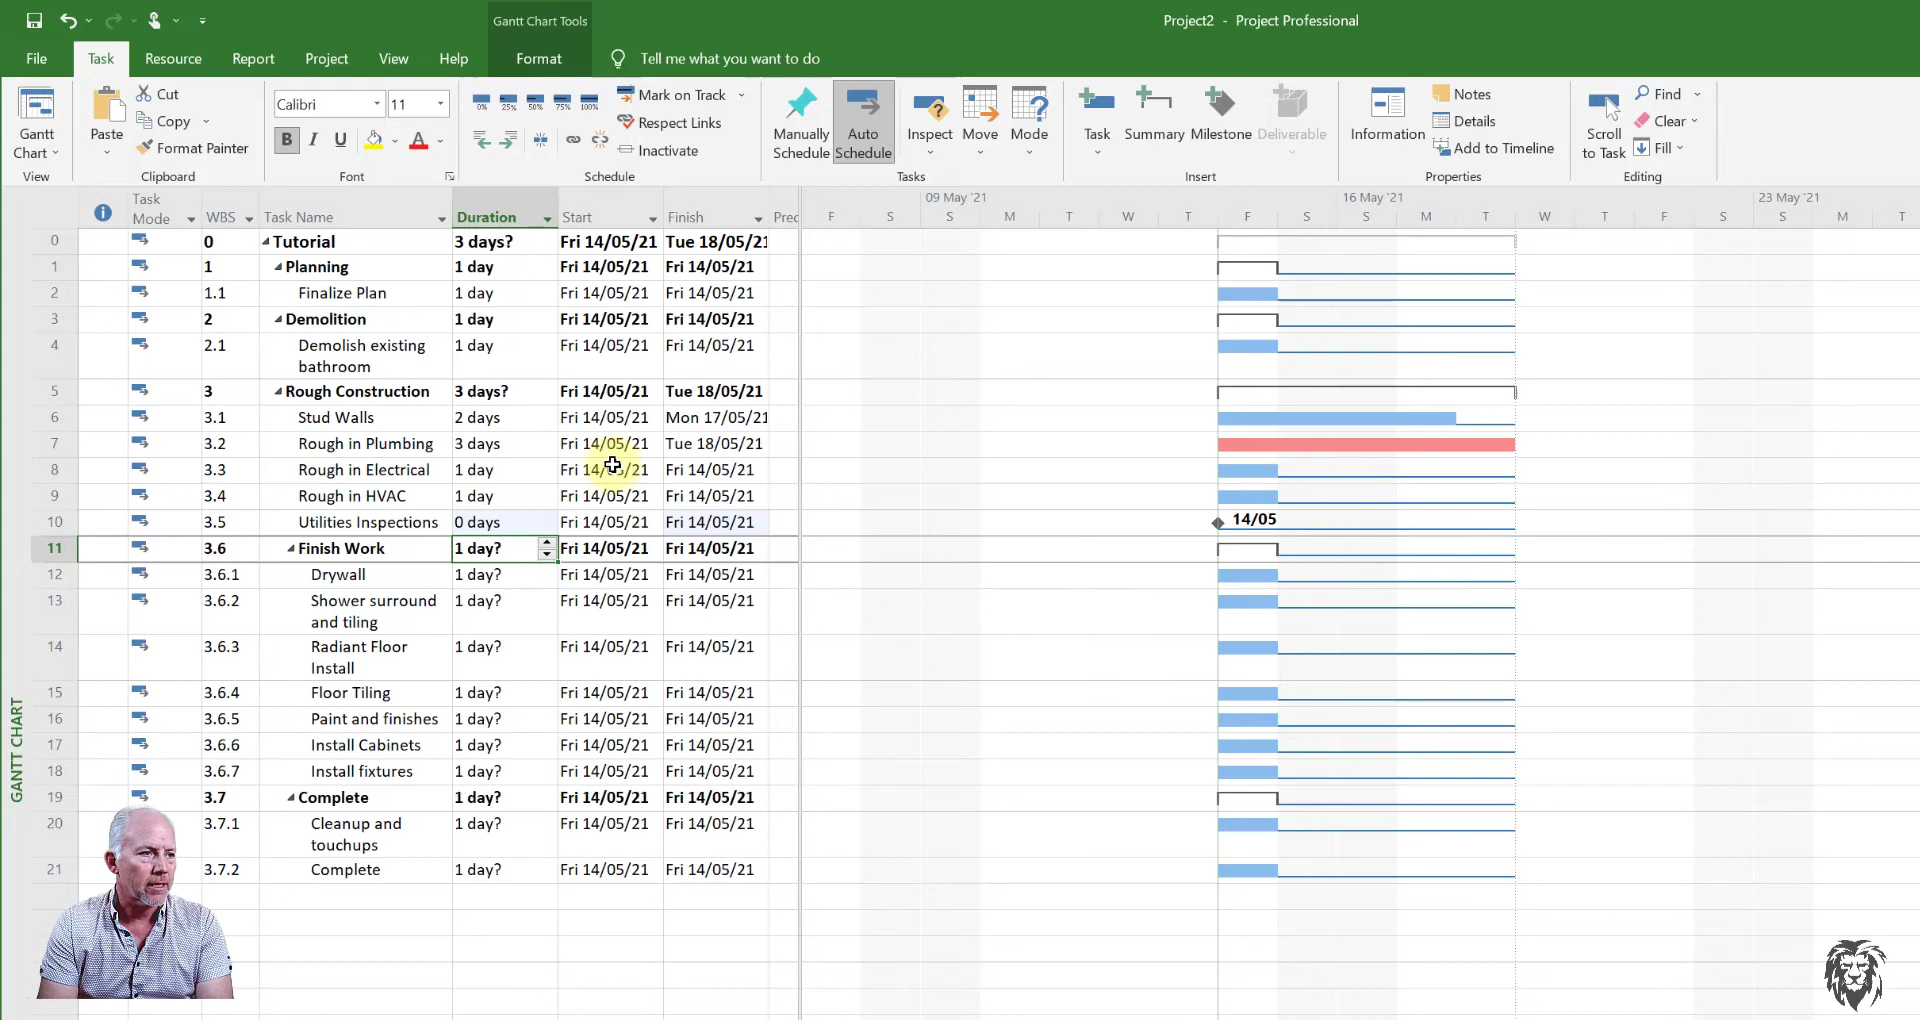 Gantt Chart Tools
Project2 - Project Professional
File Task Resource Report Project View Help Format Tell me what you want to do
Gantt Chart
View
Paste
Cut
Copy
Format Painter
Clipboard
Calibri 11
B I U A
Font
0% 25% 50% 75% 100%
Mark on Track
Respect Links
Inactivate
Schedule
Manually Schedule
Auto Schedule
Inspect
Move
Mode
Tasks
Task
Summary
Milestone
Deliverable
Insert
Information
Notes
Details
Add to Timeline
Properties
Scroll to Task
Find
Clear
Fill
Editing
Task Mode WBS Task Name Duration Start Finish Pred
09 May '21 16 May '21 23 May '21
F S S M T W T F S S M T W T F S S M T
0 0 Tutorial 3 days? Fri 14/05/21 Tue 18/05/21
1 1 Planning 1 day Fri 14/05/21 Fri 14/05/21
2 1.1 Finalize Plan 1 day Fri 14/05/21 Fri 14/05/21
3 2 Demolition 1 day Fri 14/05/21 Fri 14/05/21
4 2.1 Demolish existing 1 day Fri 14/05/21 Fri 14/05/21
bathroom
5 3 Rough Construction 3 days? Fri 14/05/21 Tue 18/05/21
6 3.1 Stud Walls 2 days Fri 14/05/21 Mon 17/05/21
7 3.2 Rough in Plumbing 3 days Fri 14/05/21 Tue 18/05/21
8 3.3 Rough in Electrical 1 day Fri 14/05/21 Fri 14/05/21
9 3.4 Rough in HVAC 1 day Fri 14/05/21 Fri 14/05/21
10 3.5 Utilities Inspections 0 days Fri 14/05/21 Fri 14/05/21 14/05
11 3.6 Finish Work 1 day? Fri 14/05/21 Fri 14/05/21
12 3.6.1 Drywall 1 day? Fri 14/05/21 Fri 14/05/21
13 3.6.2 Shower surround 1 day? Fri 14/05/21 Fri 14/05/21
and tiling
14 3.6.3 Radiant Floor 1 day? Fri 14/05/21 Fri 14/05/21
Install
15 3.6.4 Floor Tiling 1 day? Fri 14/05/21 Fri 14/05/21
16 3.6.5 Paint and finishes 1 day? Fri 14/05/21 Fri 14/05/21
17 3.6.6 Install Cabinets 1 day? Fri 14/05/21 Fri 14/05/21
18 3.6.7 Install fixtures 1 day? Fri 14/05/21 Fri 14/05/21
19 3.7 Complete 1 day? Fri 14/05/21 Fri 14/05/21
20 3.7.1 Cleanup and 1 day? Fri 14/05/21 Fri 14/05/21
touchups
21 3.7.2 Complete 1 day? Fri 14/05/21 Fri 14/05/21
GANTT CHART